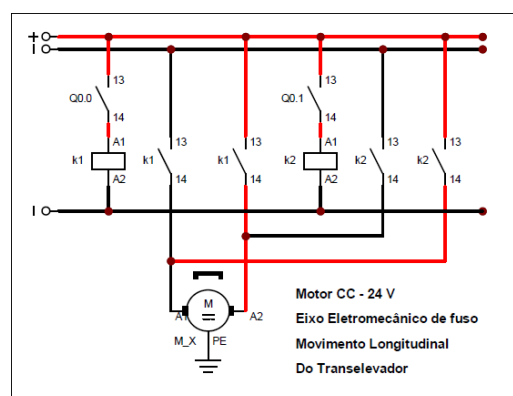 +
I
13
13
Q0.0
Q0.1
14
14
A1
13
13
A1
13
13
k1
k1
k1
k2
k2
k2
A2
14
14
A2
14
14
I
M
A1
A2
M_X
PE
Motor CC - 24 V
Eixo Eletromecânico de fuso
Movimento Longitudinal
Do Transelevador